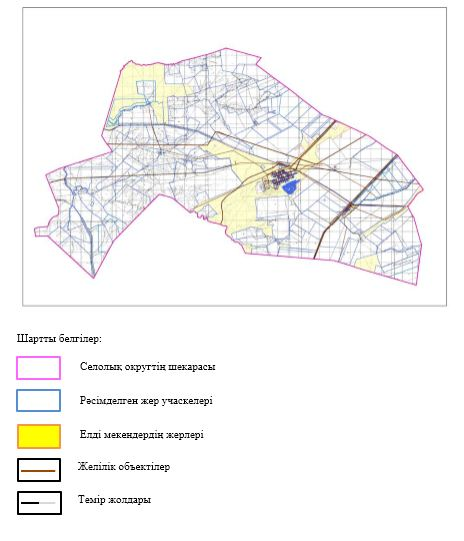 Шартты белгілер:
Селолық округтің шекарасы
Рәсімделген жер учаскелері
Елді мекендердің жерлері
Желілік объектілер
Темір жолдары